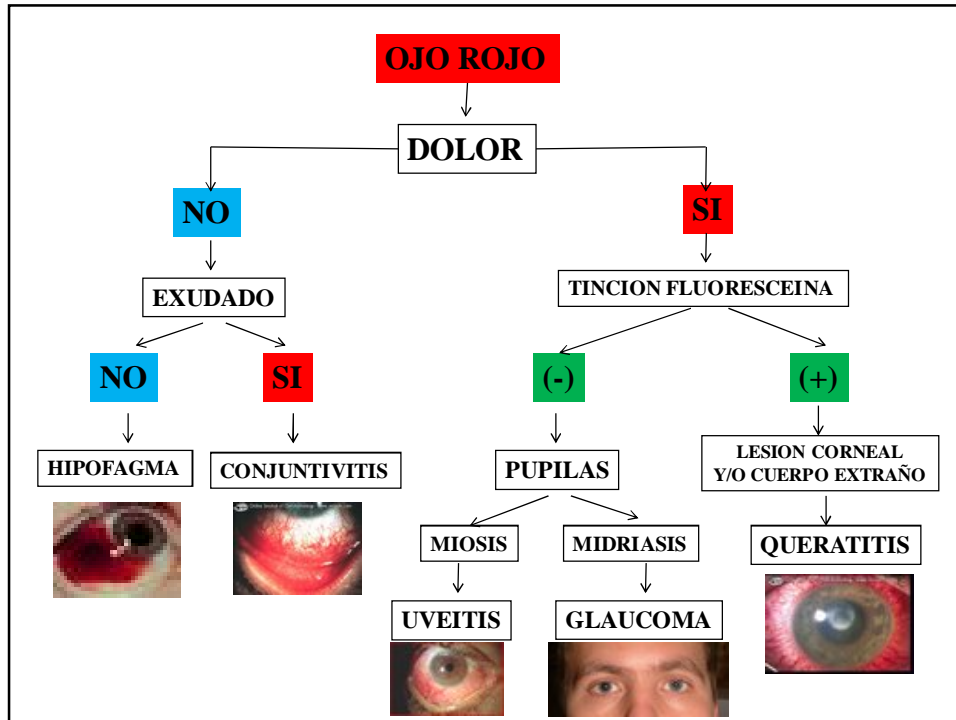 OJO ROJO
DOLOR
NO
SI
EXUDADO
TINCION FLUORESCEINA
NO
SI
(-)
(+)
HIPOFAGMA
CONJUNTIVITIS
PUPILAS
LESION CORNEAL
Y/O CUERPO EXTRAÑO
MIOSIS
MIDRIASIS
QUERATITIS
UVEITIS
GLAUCOMA